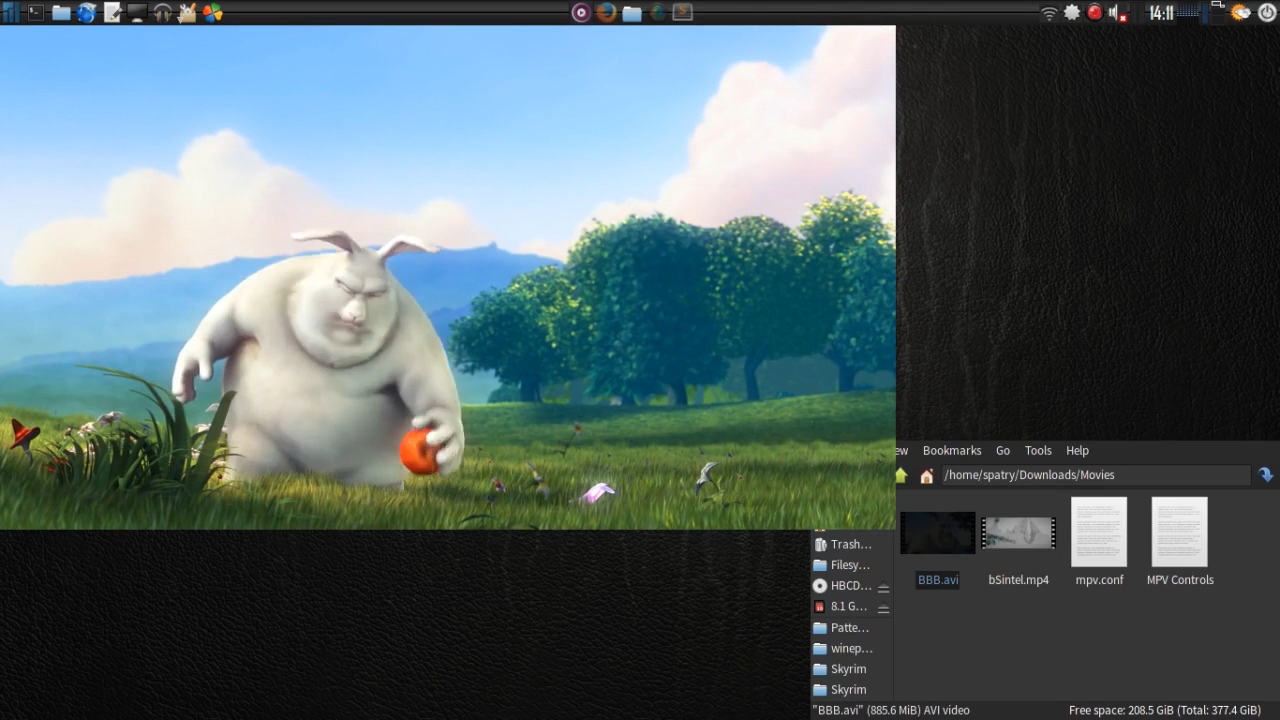 14:11
ew Bookmarks Go Tools Help
/home/spatry/Downloads/Movies
Trash...
Filesy...
HBCD...
8.1 G...
Patte...
winep...
Skyrim
Skyrim
BBB.avi bSintel.mp4 mpv.conf MPV Controls
"BBB.avi" (885.6 MiB) AVI video Free space: 208.5 GiB (Total: 377.4 GiB)